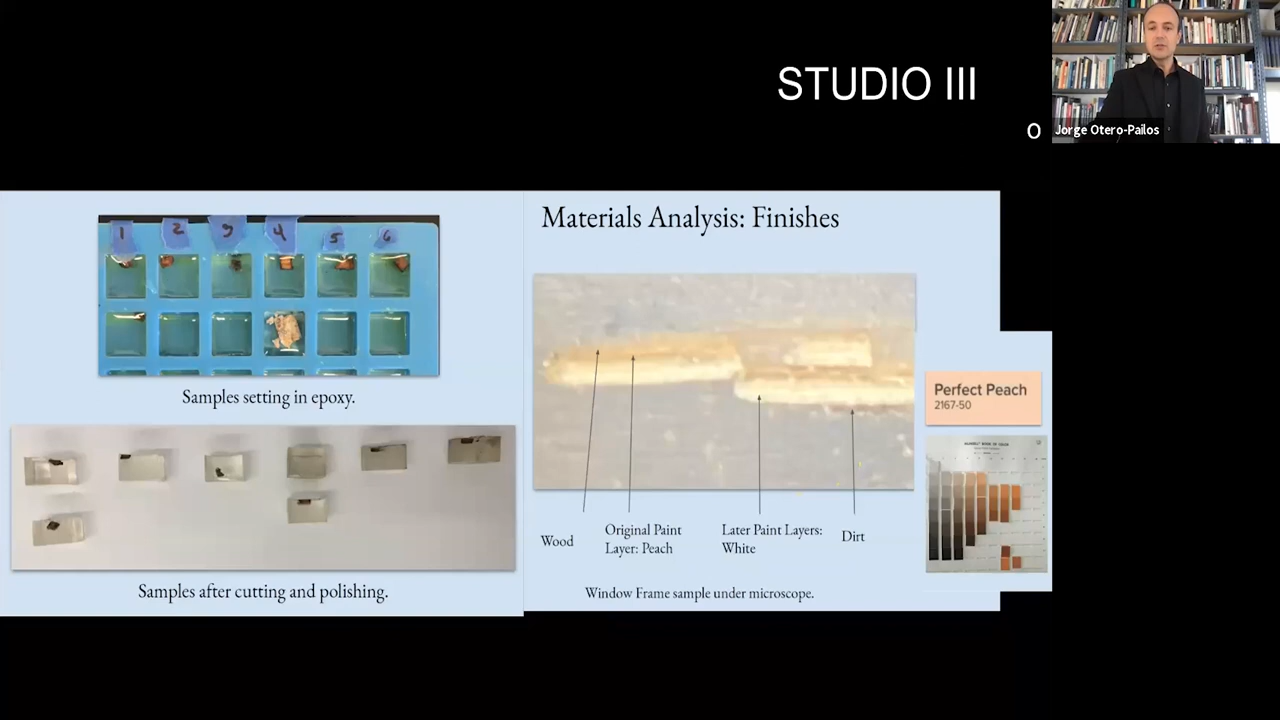 STUDIO III
O
Jorge Otero-Pailos
1 2 3 4 5 6
Samples setting in epoxy.
Samples after cutting and polishing.
Materials Analysis: Finishes
Wood
Original Paint
Layer: Peach
Later Paint Layers:
White
Dirt
Window Frame sample under microscope.
Perfect Peach
2167-50